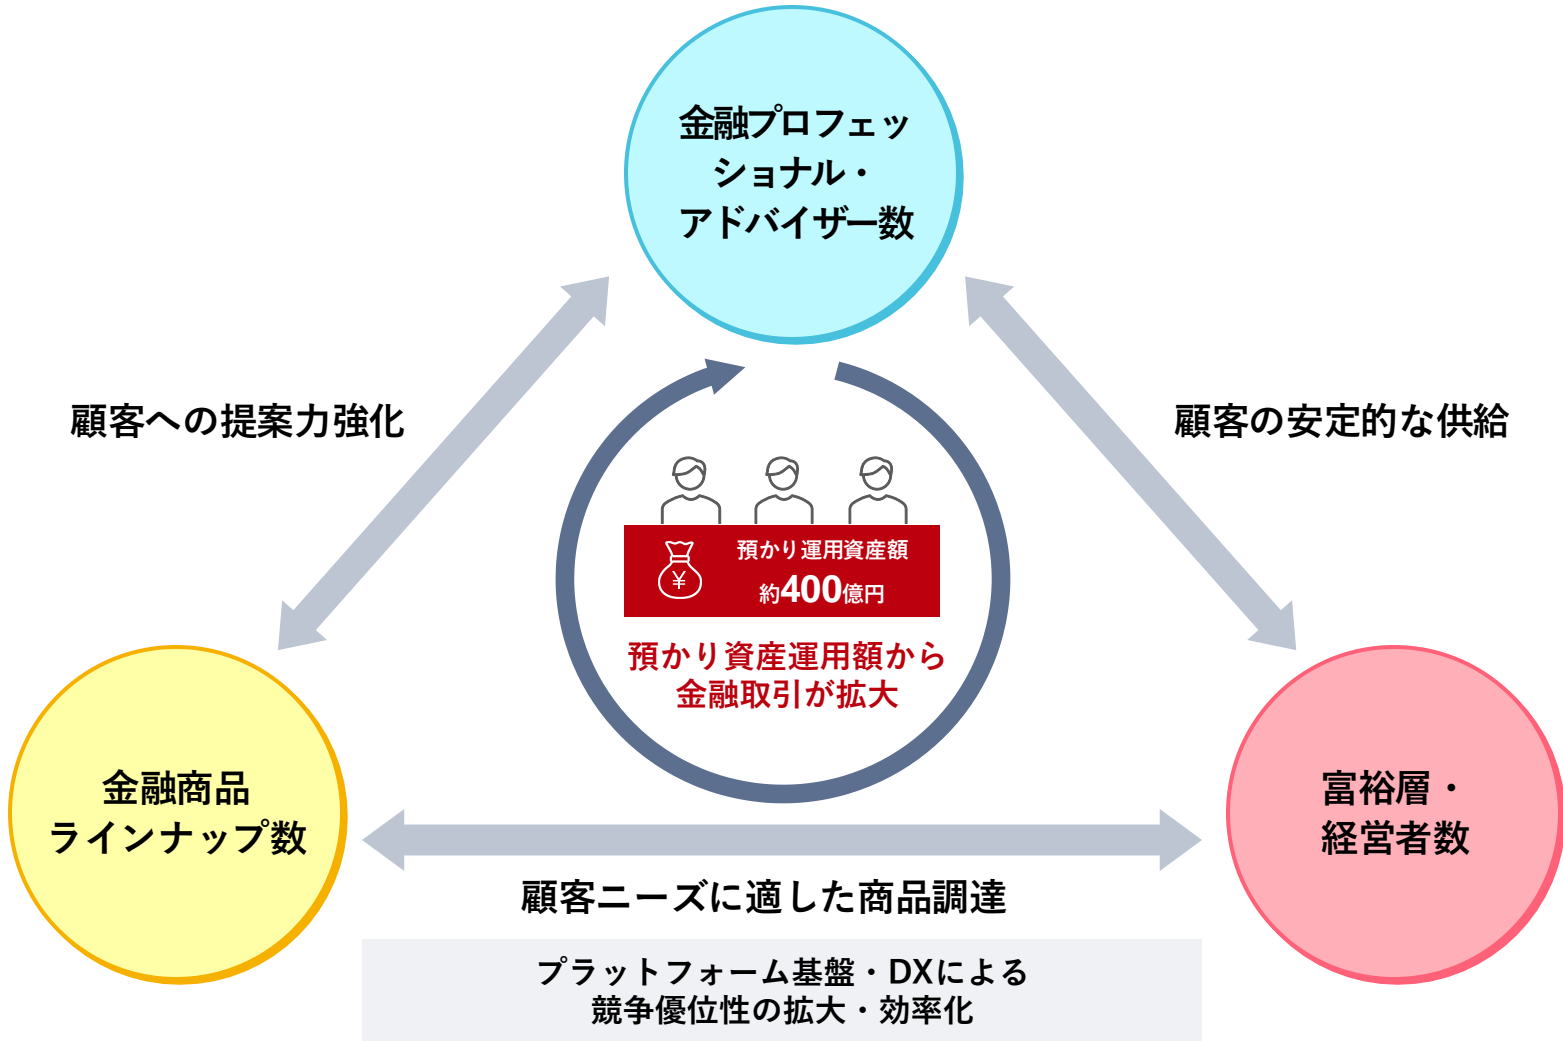 金融プロフェッ
ショナル・
アドバイザー数
顧客への提案力強化
顧客の安定的な供給
¥
預かり運用資産額
約400億円
預かり資産運用額から
金融取引が拡大
金融商品
ラインナップ数
富裕層・
経営者数
顧客ニーズに適した商品調達
プラットフォーム基盤・DXによる
競争優位性の拡大・効率化